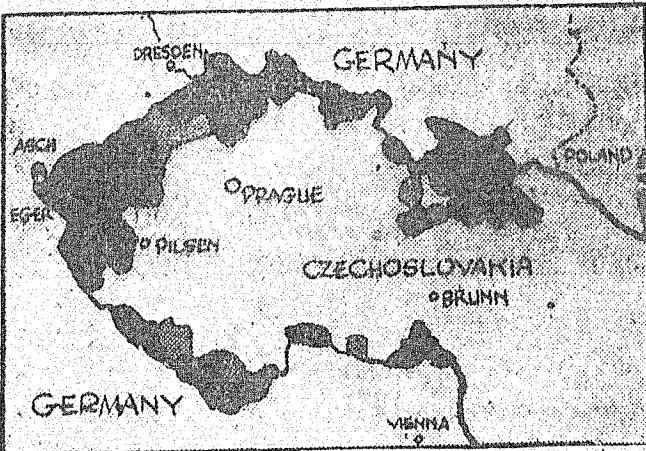 DRESDEN
GERMANY
ASCH
POLAND
PRAGUE
EGER
PILSEN
CZECHOSLOVAKIA
BRUNN
GERMANY
VIENNA